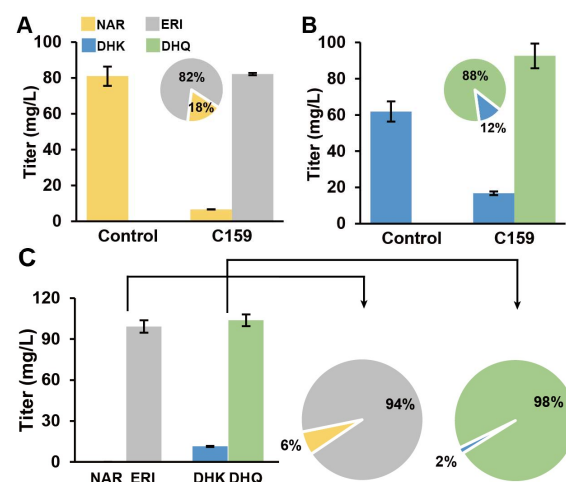 A
NAR ERI
DHK DHQ
Titer (mg/L)
100
80
60
40
20
0
82%
18%
Control C159
B
Titer (mg/L)
100
80
60
40
20
0
88%
12%
Control C159
C
Titer (mg/L)
120
90
60
30
0
NAR ERI DHK DHQ
94%
6%
98%
2%